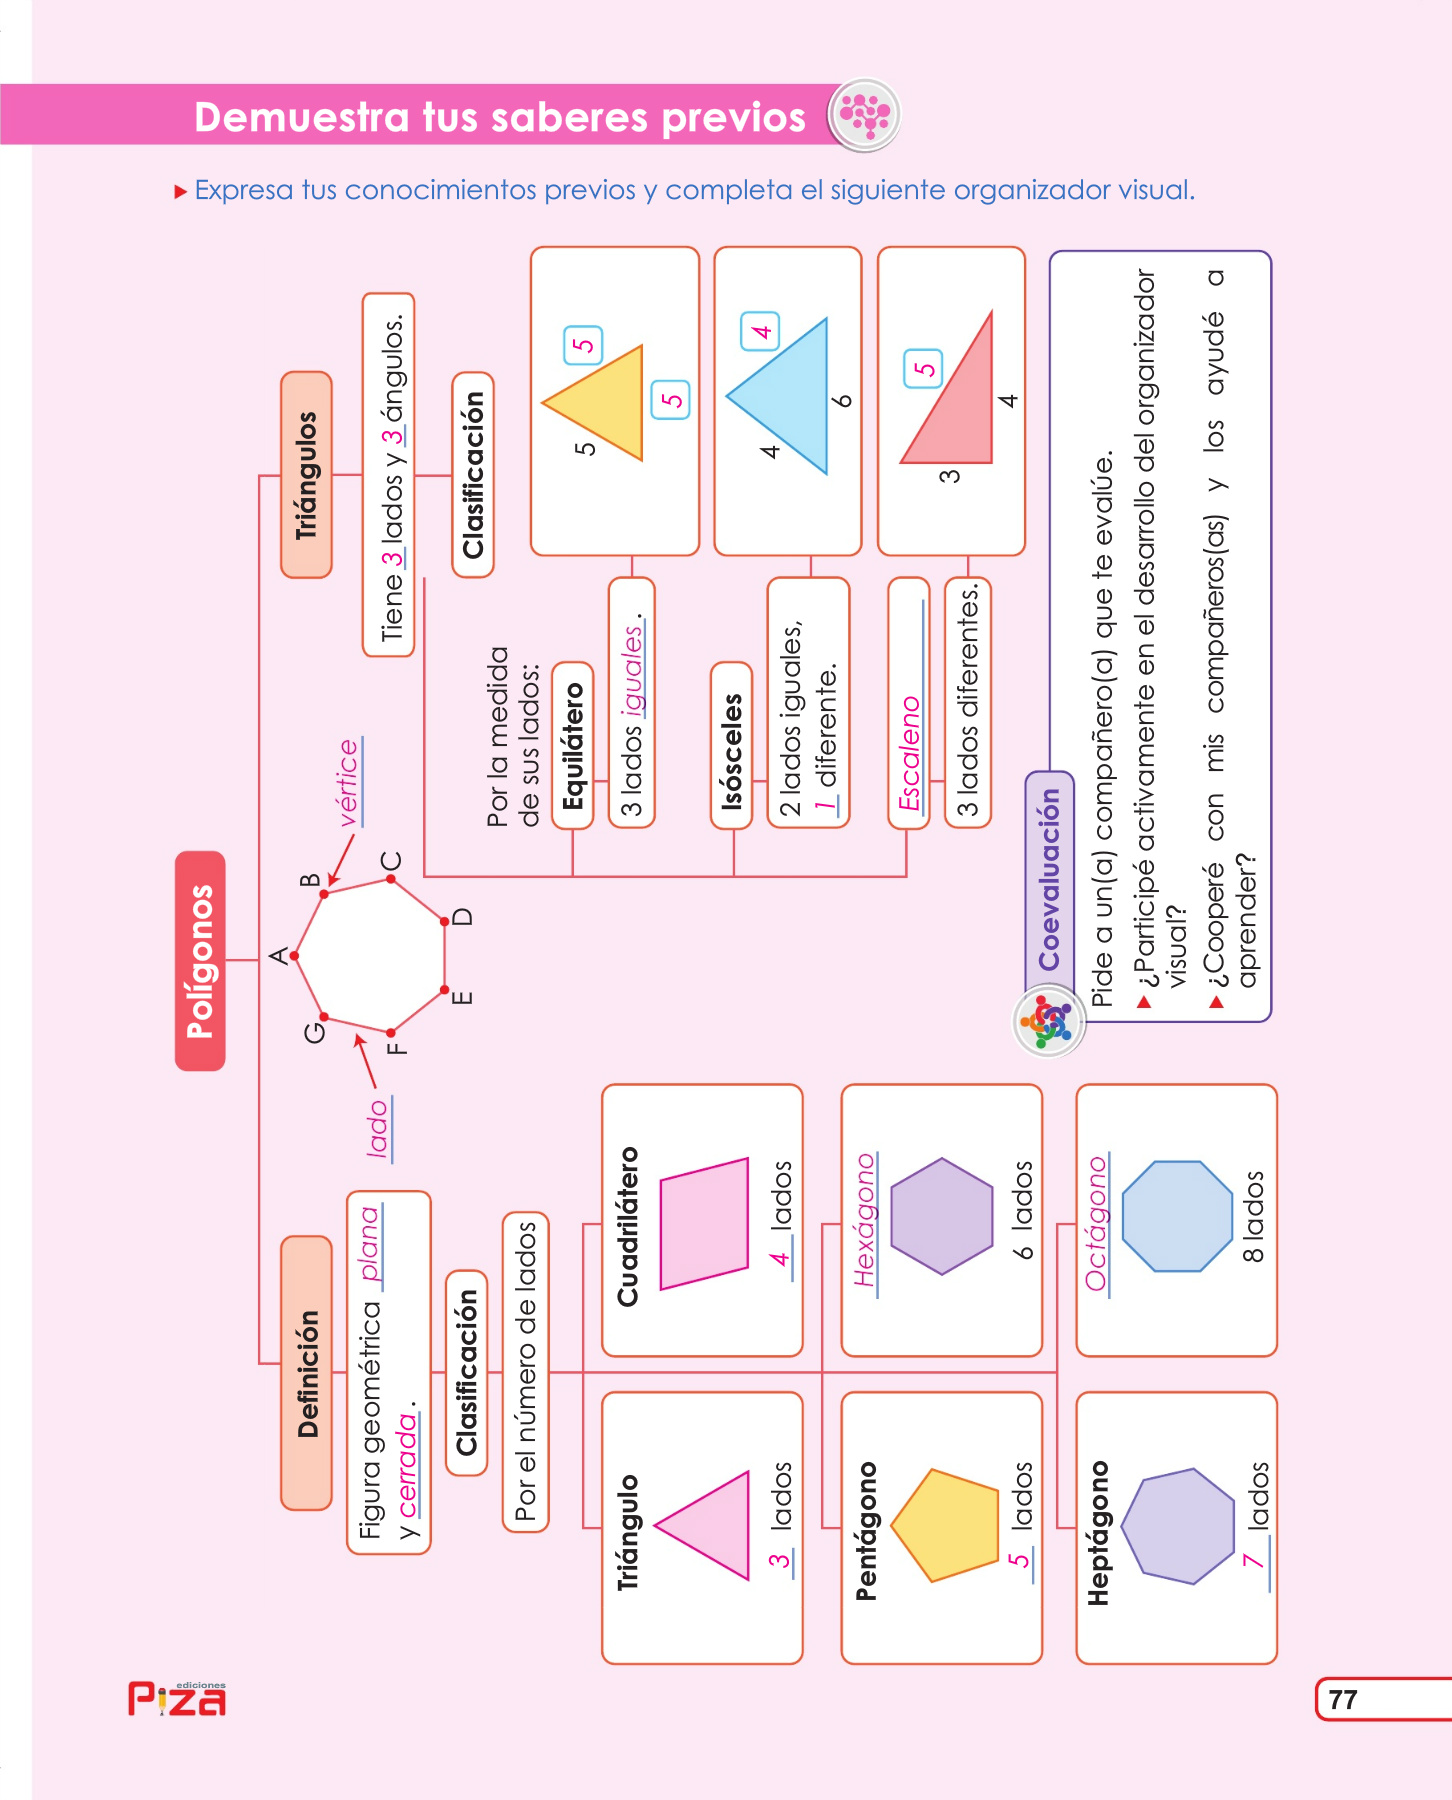 Demuestra tus saberes previos
Expresa tus conocimientos previos y completa el siguiente organizador visual.
Polígonos
Definición
Figura geométrica plana
y cerrada.
Clasificación
Por el número de lados
Triángulo
3 lados
Cuadrilátero
4 lados
Pentágono
5 lados
Hexágono
6 lados
Heptágono
7 lados
Octágono
8 lados
lado
vértice
A
B
C
D
E
F
G
Triángulos
Tiene 3 lados y 3 ángulos.
Clasificación
Por la medida
de sus lados:
Equilátero
3 lados iguales.
5
5
5
Isósceles
2 lados iguales,
1 diferente.
4
4
6
Escaleno
3 lados diferentes.
3
5
4
Coevaluación
Pide a un(a) compañero(a) que te evalúe.
¿Participé activamente en el desarrollo del organizador
visual?
¿Cooperé con mis compañeros(as) y los ayudé a
aprender?
ediciones
Piza
77